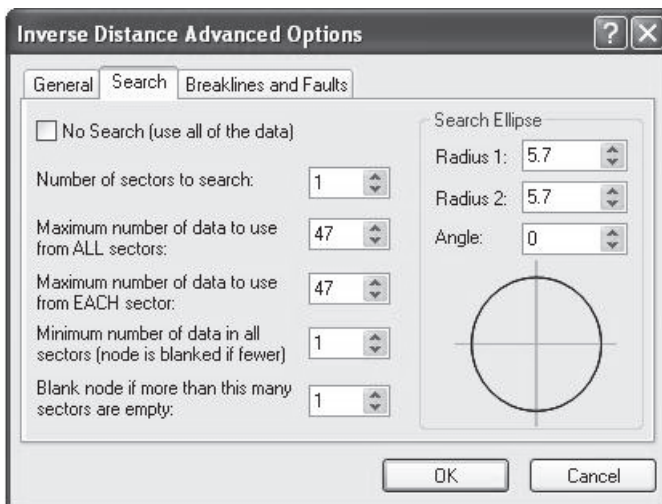 Inverse Distance Advanced Options
General Search Breaklines and Faults
No Search (use all of the data)
Number of sectors to search: 1
Maximum number of data to use
from ALL sectors: 47
Maximum number of data to use
from EACH sector: 47
Minimum number of data in all
sectors (node is blanked if fewer) 1
Blank node if more than this many
sectors are empty: 1
Search Ellipse
Radius 1: 5.7
Radius 2: 5.7
Angle: 0
OK Cancel